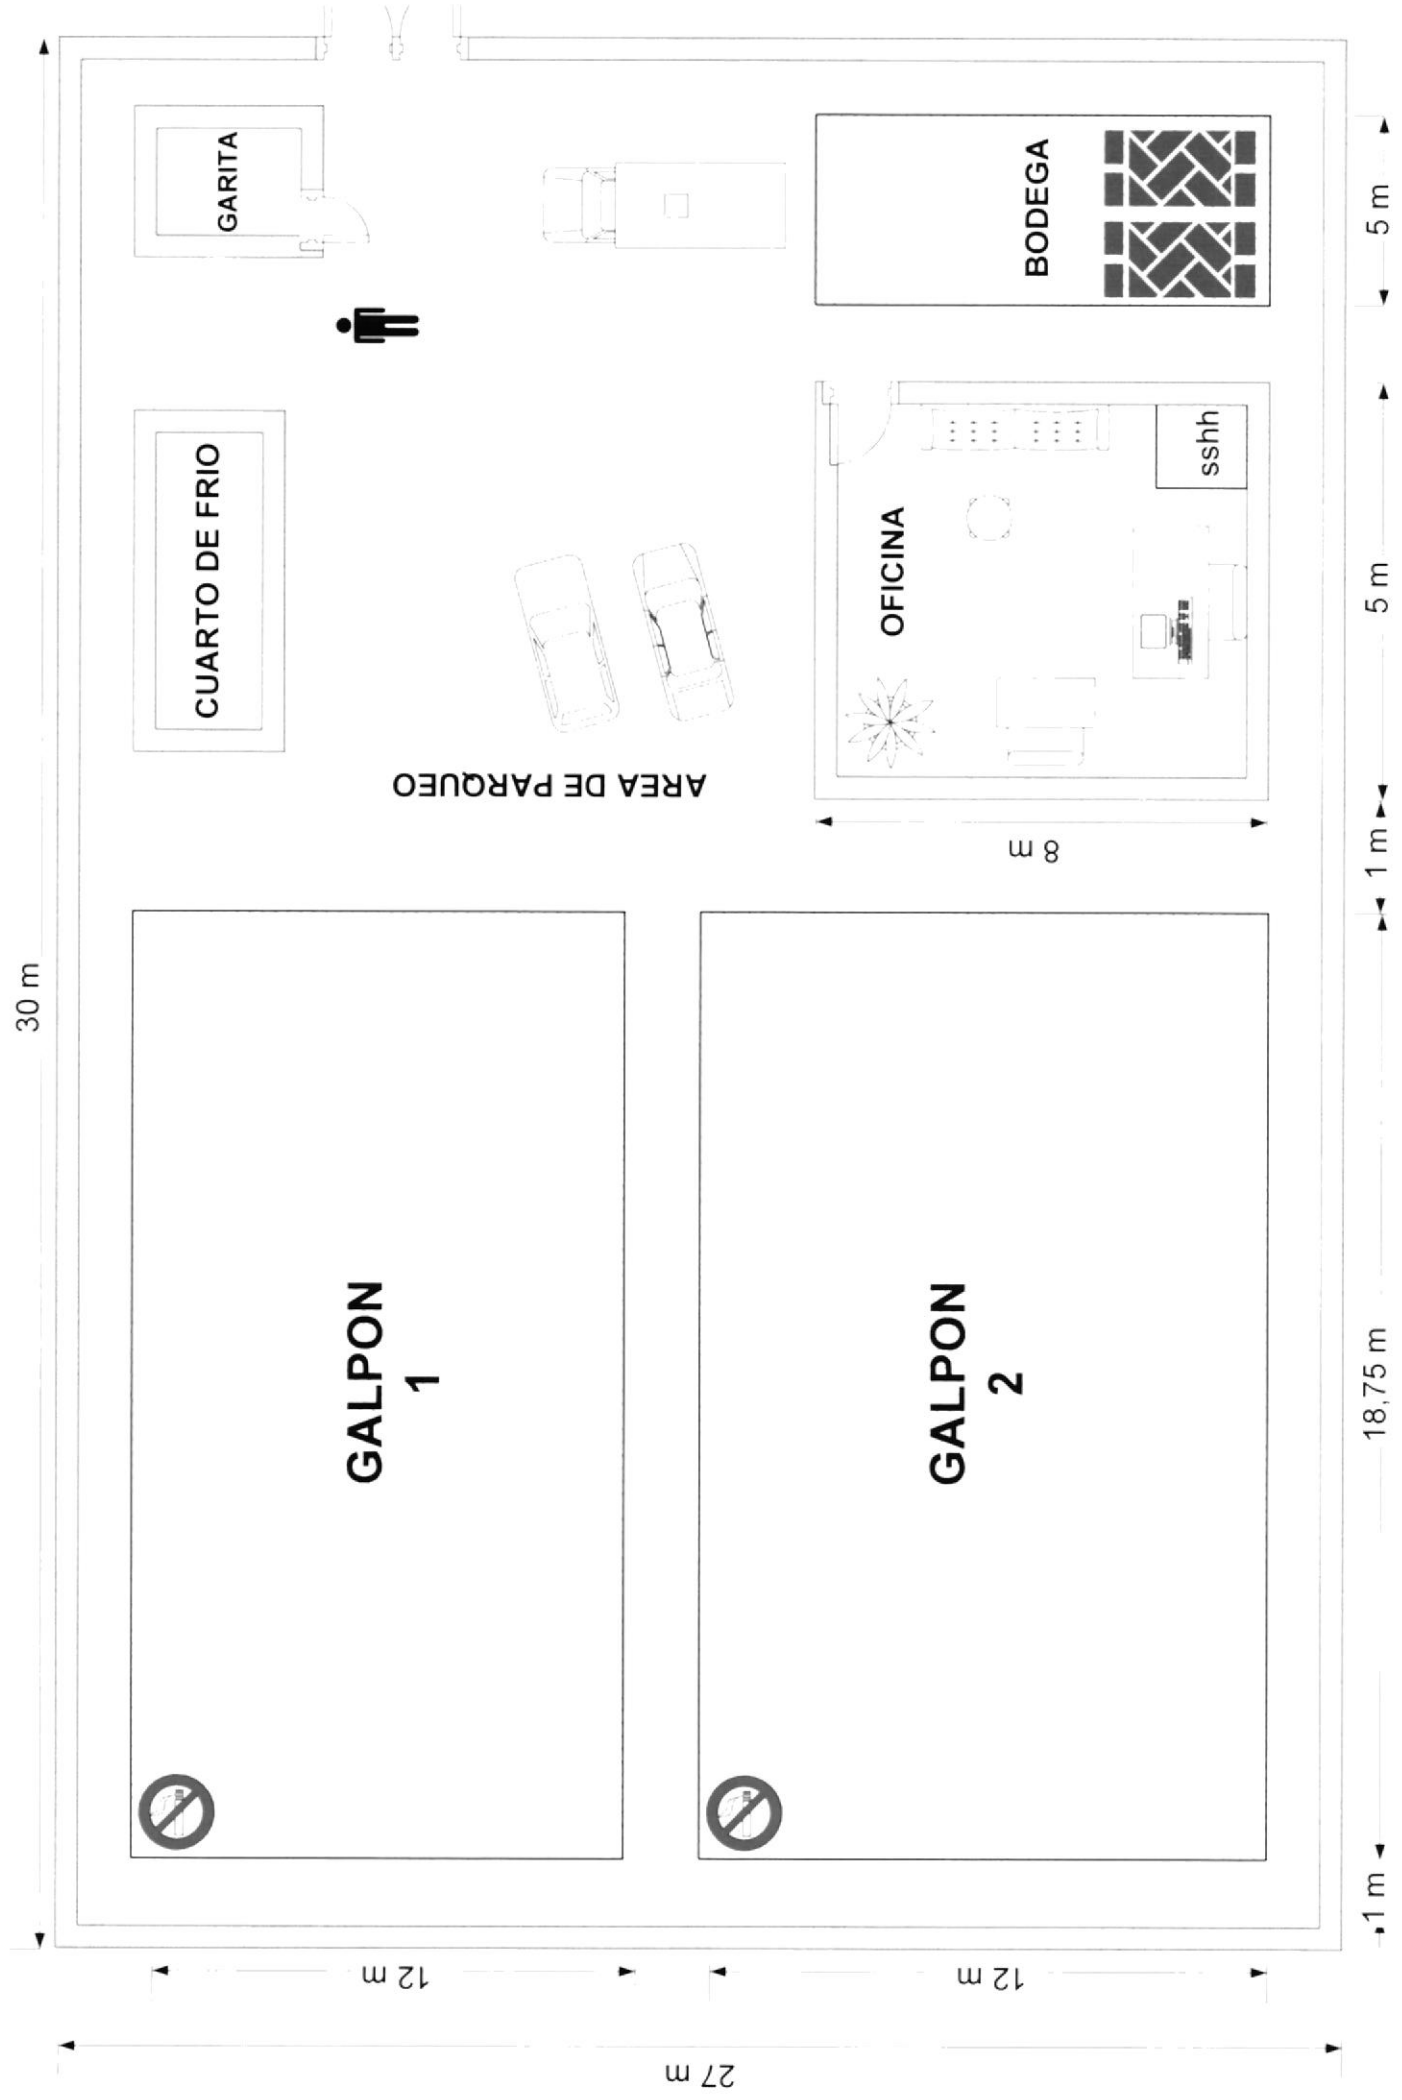 30 m
GARITA
CUARTO DE FRIO
BODEGA
5 m
OFICINA
sshh
5 m
AREA DE PARQUEO
8 m
1 m
GALPON
1
GALPON
2
18,75 m
1 m
12 m
12 m
27 m